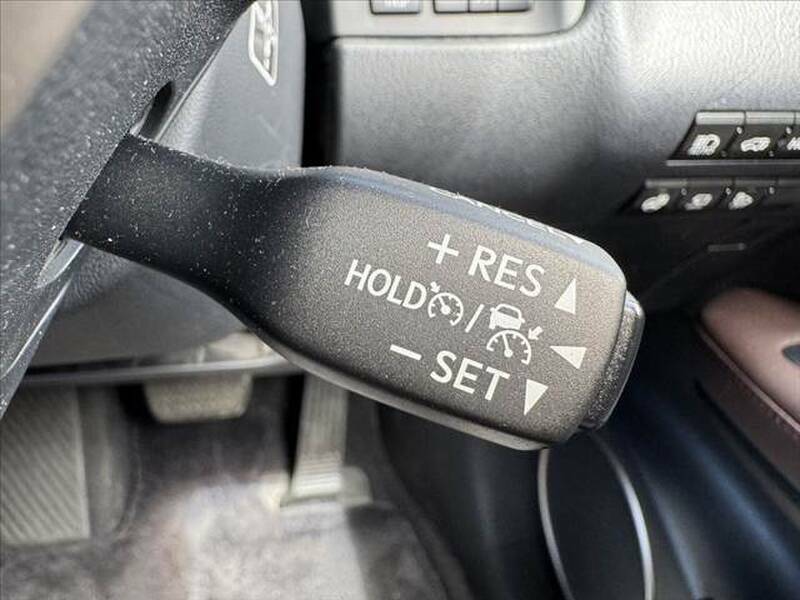 + RES
HOLD /
− SET